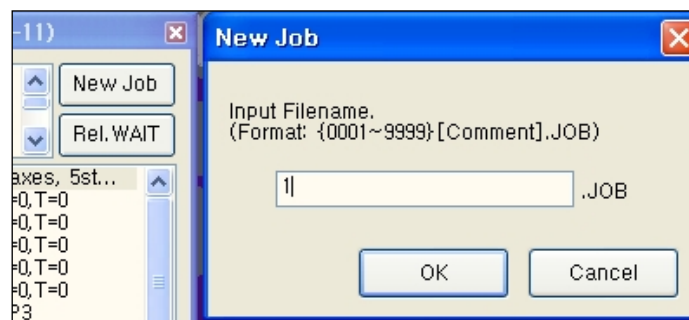 -11)
New Job
Rel.WAIT
axes, 5st...
=0,T=0
=0,T=0
=0,T=0
=0,T=0
=0,T=0
P3
New Job
Input Filename.
(Format: {0001~9999}[Comment].JOB)
1
.JOB
OK
Cancel